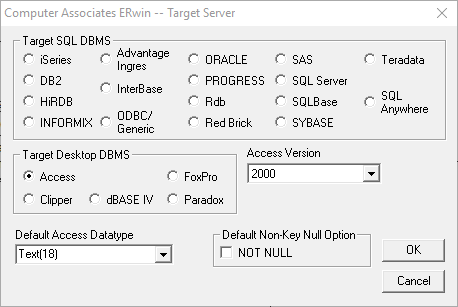 Computer Associates ERwin -- Target Server
Target SQL DBMS
iSeries
DB2
HiRDB
INFORMIX
Advantage
Ingres
InterBase
ODBC/
Generic
ORACLE
PROGRESS
Rdb
Red Brick
SAS
SQL Server
SQLBase
SYBASE
Teradata
SQL
Anywhere
Target Desktop DBMS
Access
FoxPro
Clipper
dBASE IV
Paradox
Access Version
2000
Default Access Datatype
Text(18)
Default Non-Key Null Option
NOT NULL
OK
Cancel